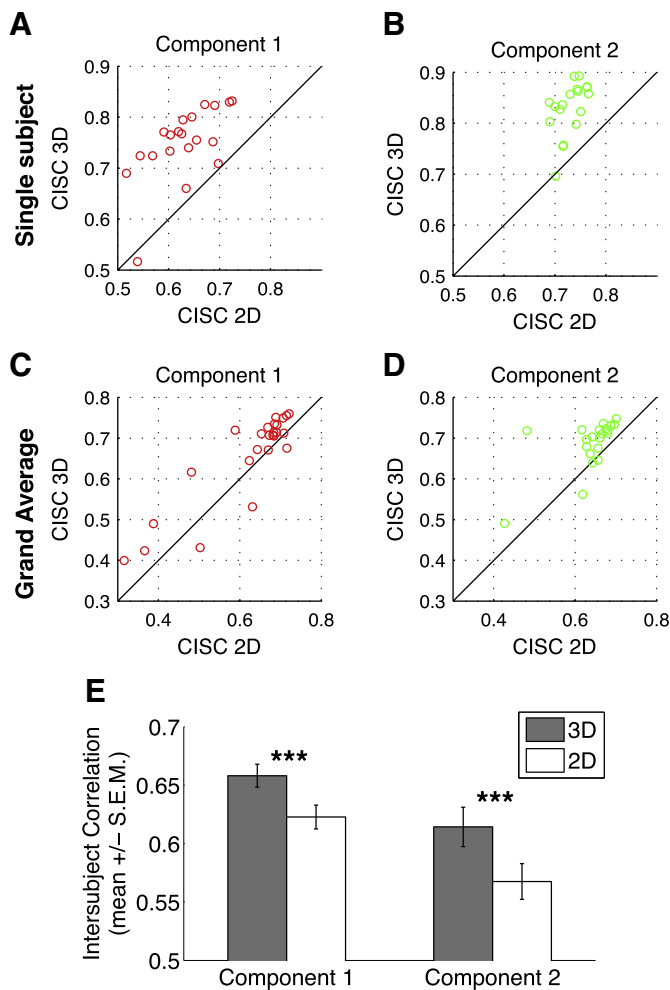 A
B
Component 1
Component 2
Single subject
CISC 3D
0.9
0.8
0.7
0.6
0.5
0.5
0.6
0.7
0.8
CISC 2D
CISC 3D
0.9
0.8
0.7
0.6
0.5
0.5
0.6
0.7
0.8
CISC 2D
C
D
Component 1
Component 2
Grand Average
CISC 3D
0.8
0.7
0.6
0.5
0.4
0.3
0.4
0.6
0.8
CISC 2D
CISC 3D
0.8
0.7
0.6
0.5
0.4
0.3
0.4
0.6
0.8
CISC 2D
E
Intersubject Correlation
(mean +/− S.E.M.)
0.7
0.65
0.6
0.55
0.5
***
***
3D
2D
Component 1
Component 2